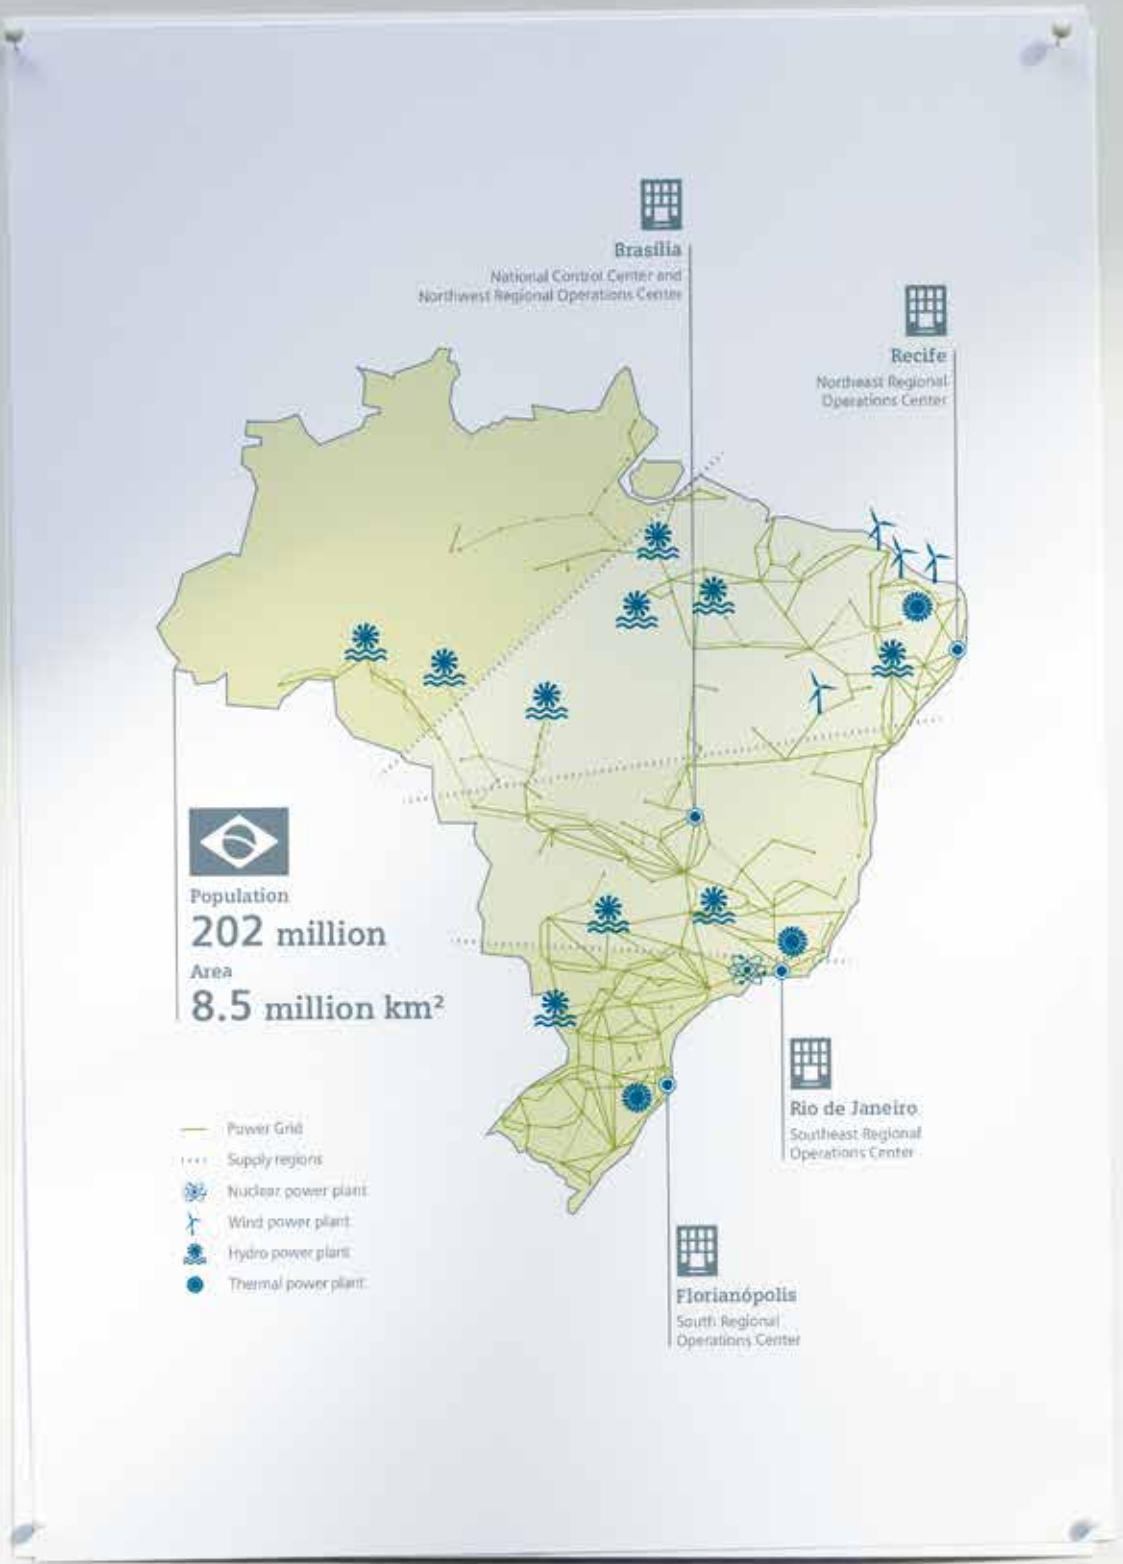 Brasília
National Control Center and
Northwest Regional Operations Center
Recife
Northeast Regional
Operations Center
Population
202 million
Area
8.5 million km²
Rio de Janeiro
Southeast Regional
Operations Center
Power Grid
Supply regions
Nuclear power plant
Wind power plant
Hydro power plant
Thermal power plant
Florianópolis
South Regional
Operations Center